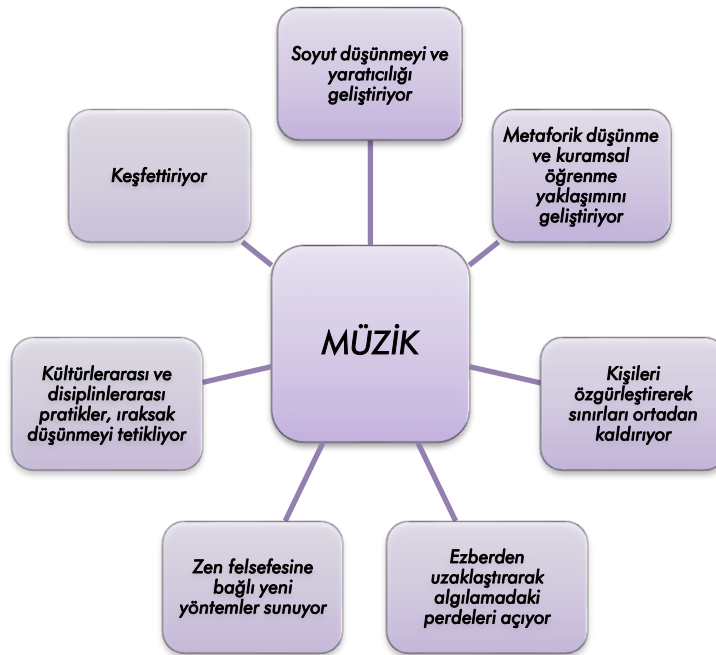 Soyut düşünmeyi ve
yaratıcılığı
geliştiriyor
Metaforik düşünme
ve kuramsal
öğrenme
yaklaşımını
geliştiriyor
Keşfettiriyor
MÜZİK
Kültürlerarası ve
disiplinlerarası
pratikler, ıraksak
düşünmeyi tetikliyor
Kişileri
özgürleştirerek
sınırları ortadan
kaldırıyor
Zen felsefesine
bağlı yeni
yöntemler sunuyor
Ezberden
uzaklaştırarak
algılamadaki
perdeleri açıyor